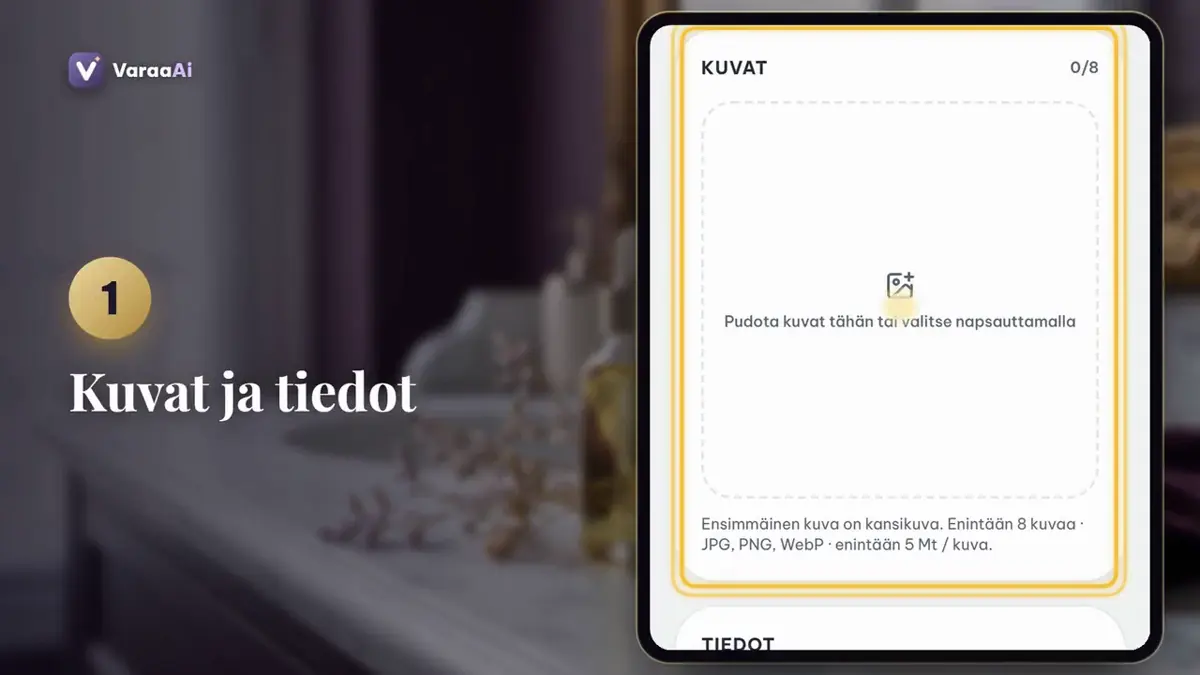 VaraaAi
1
Kuvat ja tiedot
KUVAT
0/8
Pudota kuvat tähän tai valitse napsauttamalla
Ensimmäinen kuva on kansikuva. Enintään 8 kuvaa ·
JPG, PNG, WebP · enintään 5 Mt / kuva.
TIEDOT